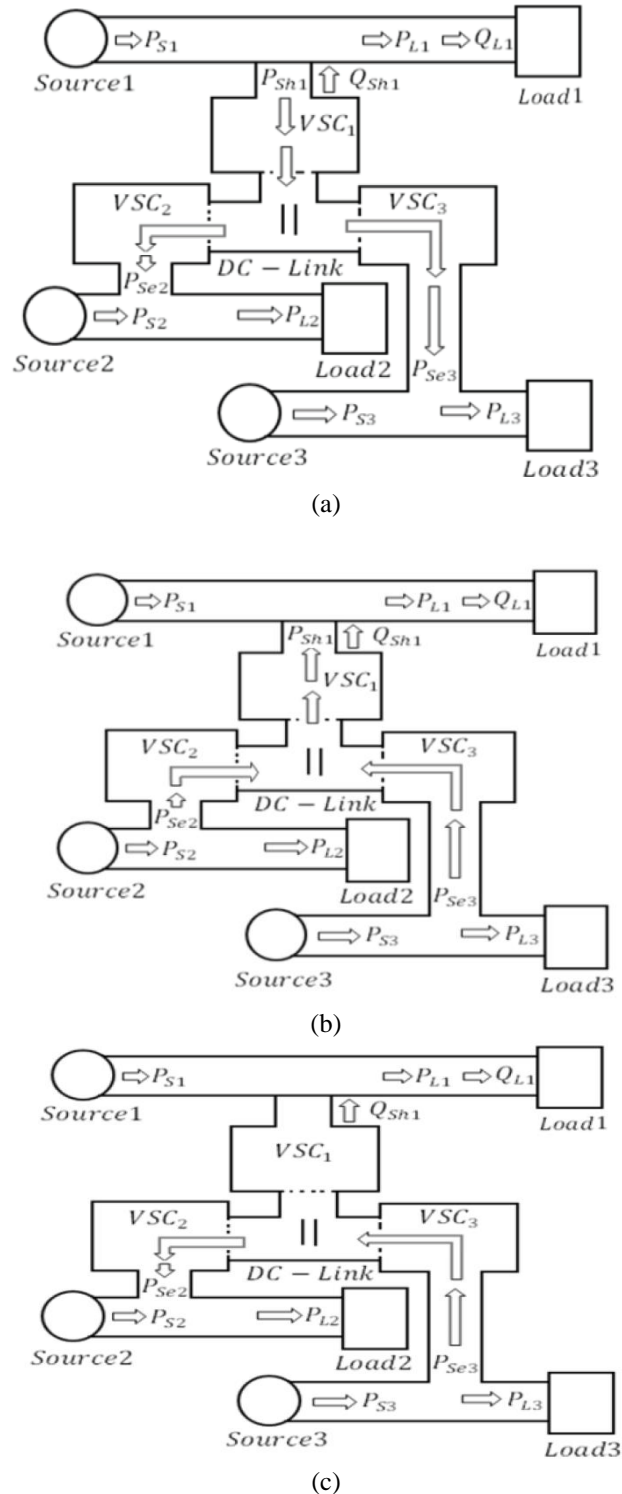 P_{S1} P_{L1} Q_{L1}
Source1
Load1
P_{Sh1} Q_{Sh1}
VSC_1
VSC_2
VSC_3
DC − Link
P_{Se2}
P_{S2} P_{L2}
Source2
Load2
P_{Se3}
P_{S3} P_{L3}
Source3
Load3
(a)
P_{S1} P_{L1} Q_{L1}
Source1
Load1
P_{Sh1} Q_{Sh1}
VSC_1
VSC_2
VSC_3
DC − Link
P_{Se2}
P_{S2} P_{L2}
Source2
Load2
P_{Se3}
P_{S3} P_{L3}
Source3
Load3
(b)
P_{S1} P_{L1} Q_{L1}
Source1
Load1
Q_{Sh1}
VSC_1
VSC_2
VSC_3
DC − Link
P_{Se2}
P_{S2} P_{L2}
Source2
Load2
P_{Se3}
P_{S3} P_{L3}
Source3
Load3
(c)